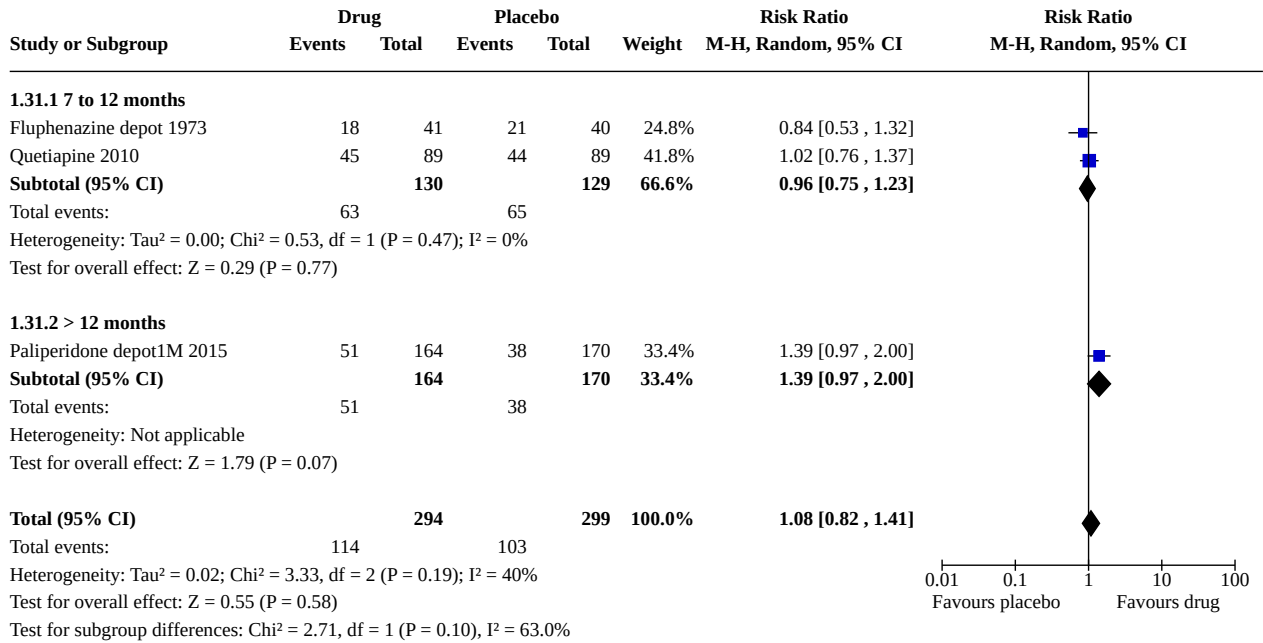 Drug Placebo Risk Ratio Risk Ratio
Study or Subgroup Events Total Events Total Weight M-H, Random, 95% CI M-H, Random, 95% CI
1.31.1 7 to 12 months
Fluphenazine depot 1973 18 41 21 40 24.8% 0.84 [0.53 , 1.32]
Quetiapine 2010 45 89 44 89 41.8% 1.02 [0.76 , 1.37]
Subtotal (95% CI) 130 129 66.6% 0.96 [0.75 , 1.23]
Total events: 63 65
Heterogeneity: Tau² = 0.00; Chi² = 0.53, df = 1 (P = 0.47); I² = 0%
Test for overall effect: Z = 0.29 (P = 0.77)
1.31.2 > 12 months
Paliperidone depot1M 2015 51 164 38 170 33.4% 1.39 [0.97 , 2.00]
Subtotal (95% CI) 164 170 33.4% 1.39 [0.97 , 2.00]
Total events: 51 38
Heterogeneity: Not applicable
Test for overall effect: Z = 1.79 (P = 0.07)
Total (95% CI) 294 299 100.0% 1.08 [0.82 , 1.41]
Total events: 114 103
Heterogeneity: Tau² = 0.02; Chi² = 3.33, df = 2 (P = 0.19); I² = 40%
0.01 0.1 1 10 100
Test for overall effect: Z = 0.55 (P = 0.58) Favours placebo Favours drug
Test for subgroup differences: Chi² = 2.71, df = 1 (P = 0.10), I² = 63.0%